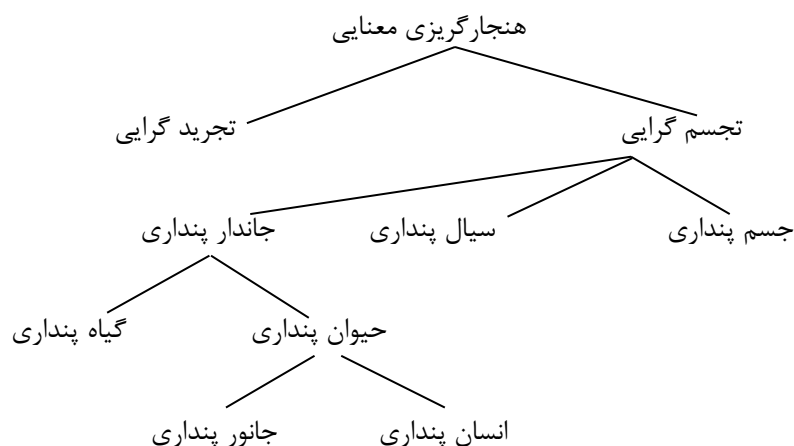 هنجارگریزی معنایی
تجسم گرایی تجرید گرایی
جسم پنداری سیال پنداری جاندار پنداری
حیوان پنداری گیاه پنداری
انسان پنداری جانور پنداری